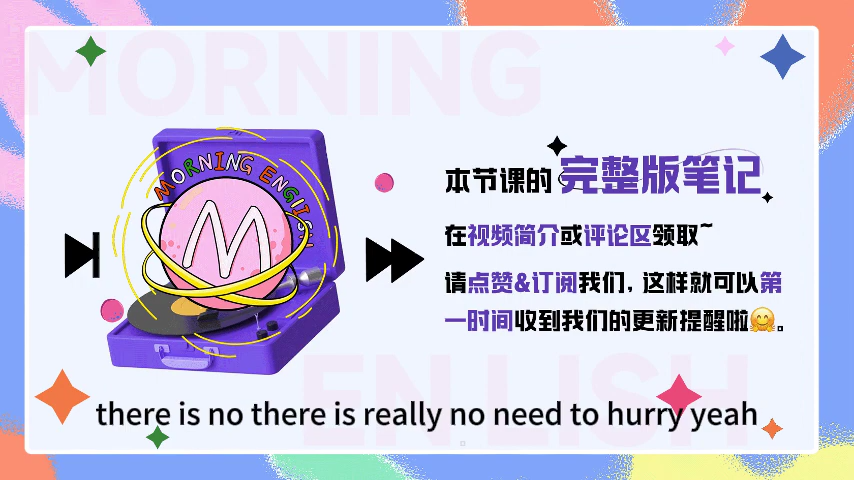 MORNING
MORNING ENGLISH
M
本节课的 完整版笔记
在视频简介或评论区领取~
请点赞&订阅我们, 这样就可以第
一时间收到我们的更新提醒啦🤗。
EN LISH
there is no there is really no need to hurry yeah